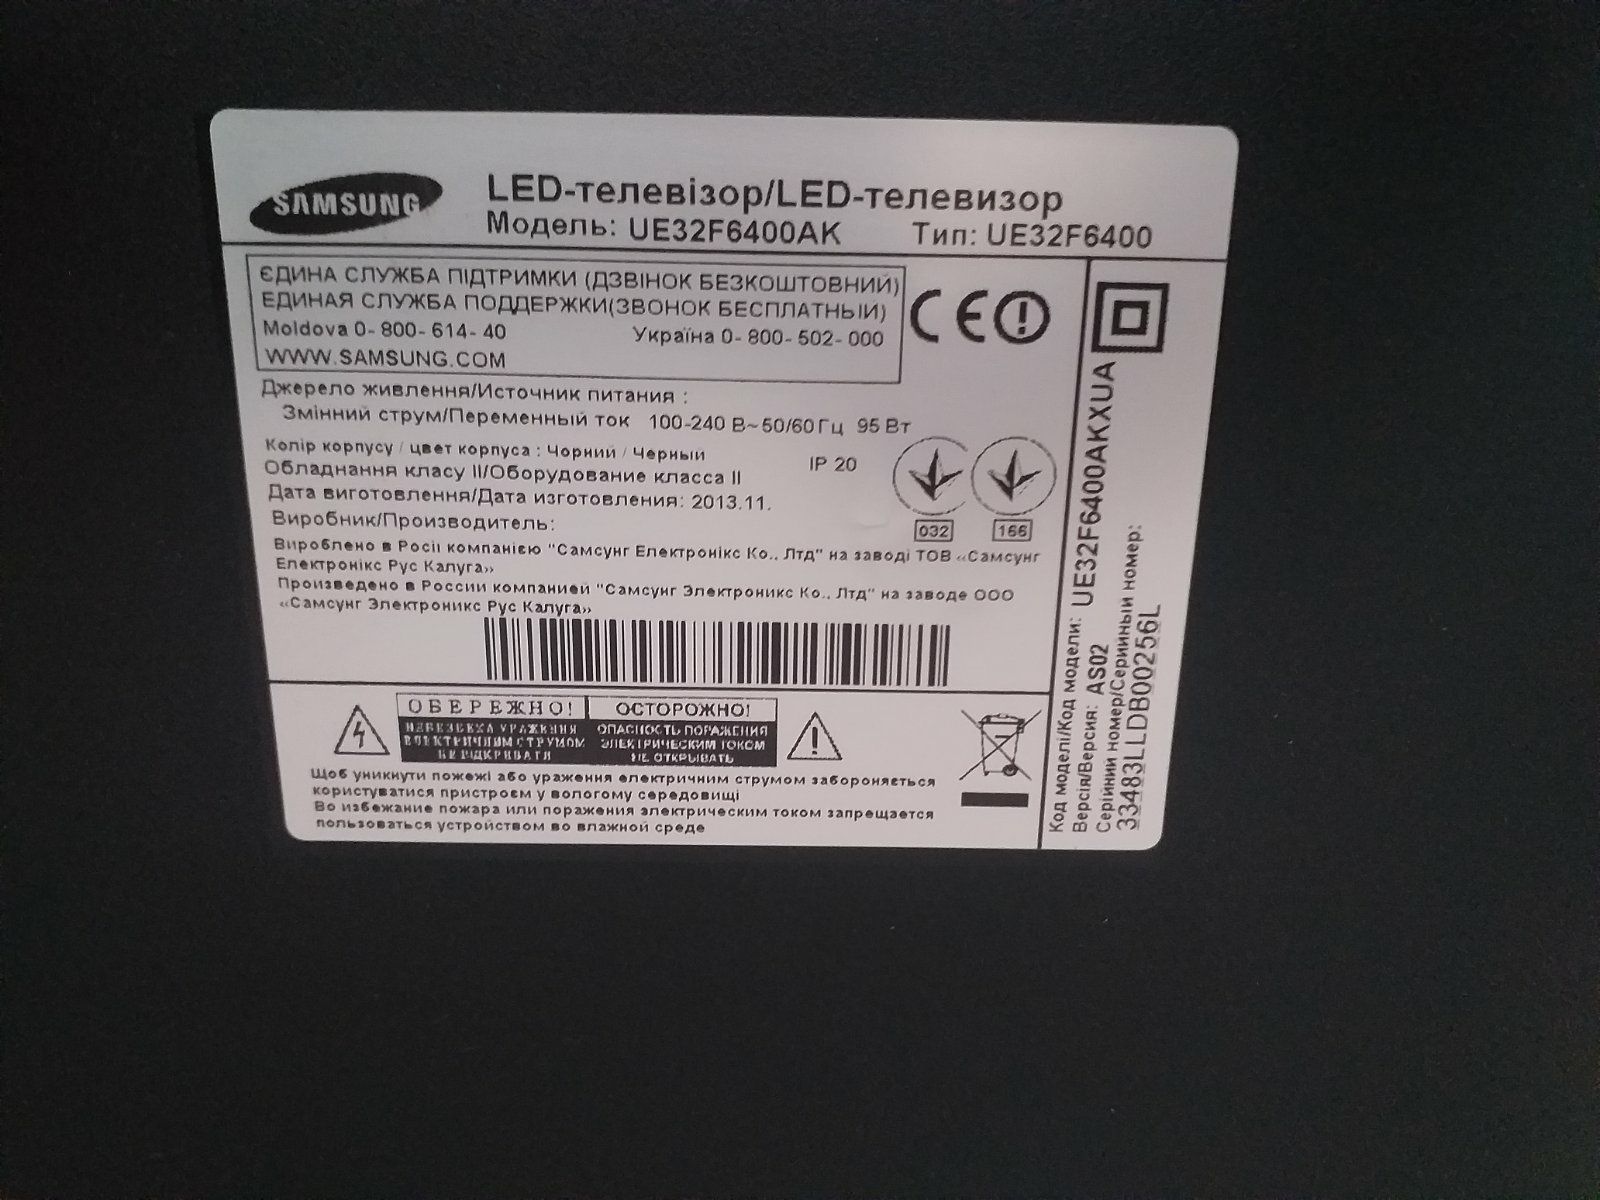 SAMSUNG
LED-телевізор/LED-телевизор
Модель: UE32F6400AK Тип: UE32F6400
ЄДИНА СЛУЖБА ПІДТРИМКИ (ДЗВІНОК БЕЗКОШТОВНИЙ)
ЕДИНАЯ СЛУЖБА ПОДДЕРЖКИ(ЗВОНОК БЕСПЛАТНЫЙ)
Moldova 0-800-614-40 Україна 0-800-502-000
WWW.SAMSUNG.COM
CE
Джерело живлення/Источник питания :
Змінний струм/Переменный ток 100-240 В~50/60 Гц 95 Вт
Колір корпусу / цвет корпуса : Чорний / Черный
IP 20
Обладнання класу II/Оборудование класса II
Дата виготовлення/Дата изготовления: 2013.11.
Виробник/Производитель:
032 166
Вироблено в Росії компанією "Самсунг Електронікс Ко., Лтд" на заводі ТОВ «Самсунг
Електронікс Рус Калуга»
Произведено в России компанией "Самсунг Электроникс Ко., Лтд" на заводе ООО
«Самсунг Электроникс Рус Калуга»
ОБЕРЕЖНО! ОСТОРОЖНО!
НЕБЕЗПЕКА УРАЖЕННЯ ОПАСНОСТЬ ПОРАЖЕНИЯ
ЕЛЕКТРИЧНИМ СТРУМОМ ЭЛЕКТРИЧЕСКИМ ТОКОМ
НЕ ВІДКРИВАТИ НЕ ОТКРЫВАТЬ
Щоб уникнути пожежі або ураження електричним струмом забороняється
користуватися пристроєм у вологому середовищі
Во избежание пожара или поражения электрическим током запрещается
пользоваться устройством во влажной среде
Код моделі/Код модели: UE32F6400AKXUA
Версія/Версия: AS02
Серійний номер/Серийный номер:
33483LLDB00256L